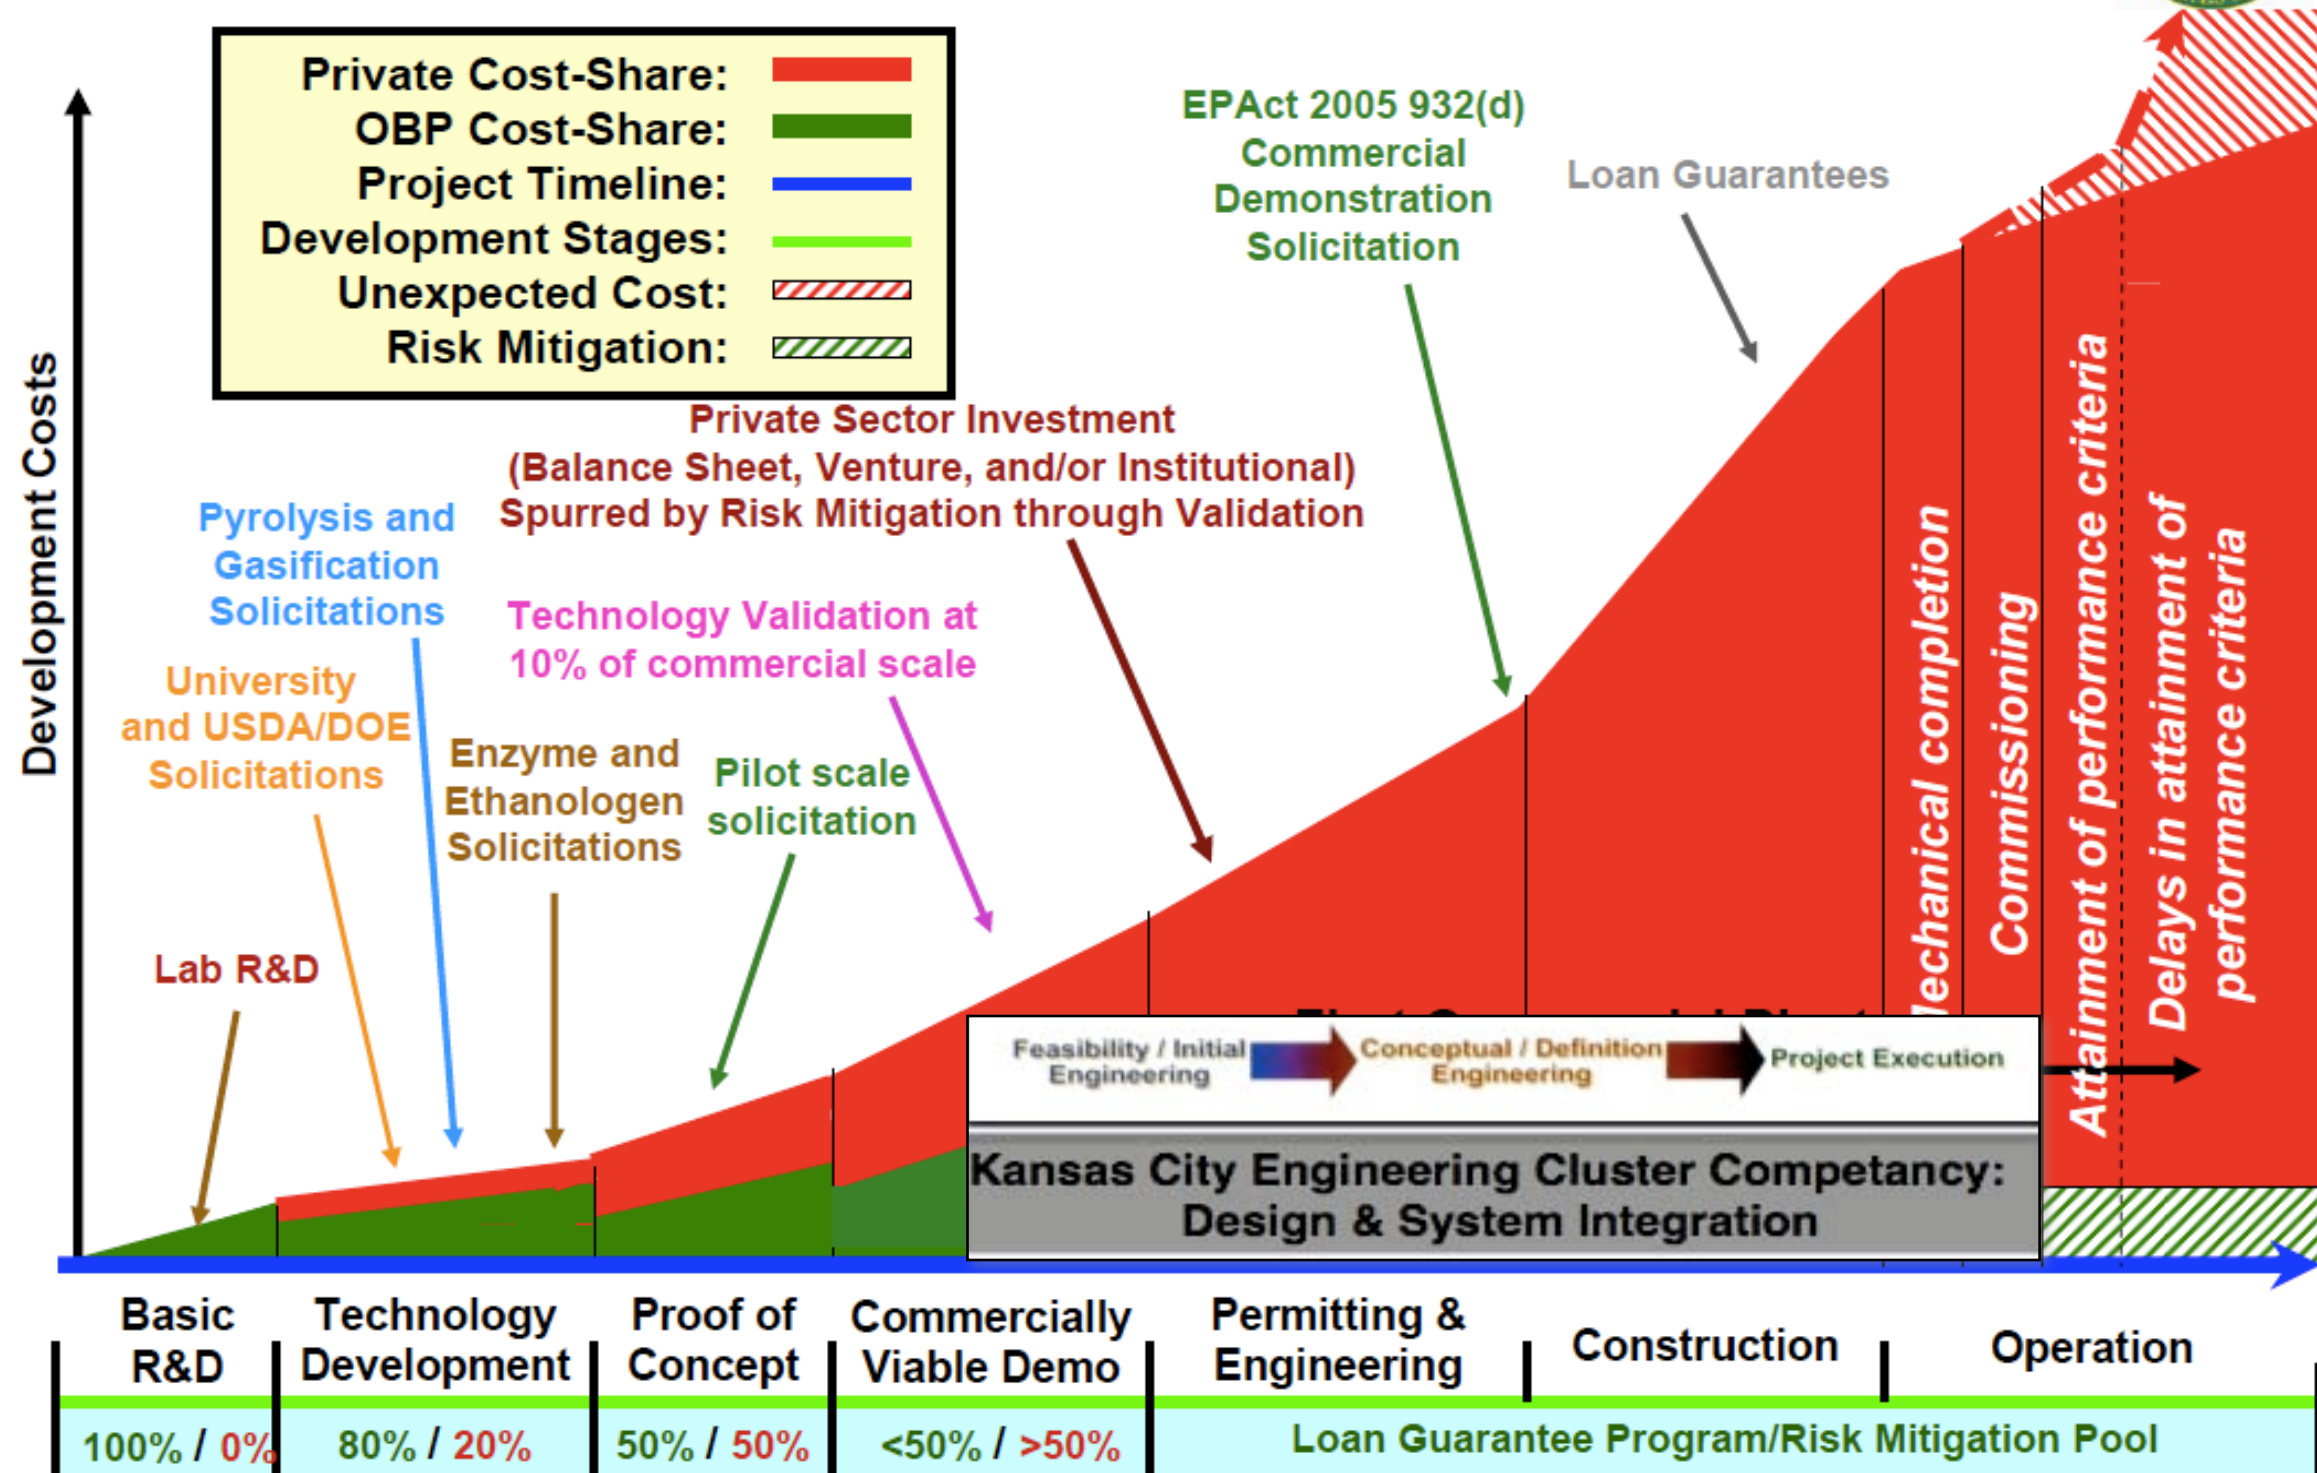 Private Cost-Share:
OBP Cost-Share:
Project Timeline:
Development Stages:
Unexpected Cost:
Risk Mitigation:
Development Costs
EPAct 2005 932(d)
Commercial
Demonstration
Solicitation
Loan Guarantees
Private Sector Investment
(Balance Sheet, Venture, and/or Institutional)
Spurred by Risk Mitigation through Validation
Pyrolysis and
Gasification
Solicitations
Technology Validation at
10% of commercial scale
University
and USDA/DOE
Solicitations
Enzyme and
Ethanologen
Solicitations
Pilot scale
solicitation
Lab R&D
completion
Commissioning
Attainment of performance criteria
Delays in attainment of
performance criteria
Feasibility / Initial
Engineering
Conceptual / Definition
Engineering
Project Execution
Kansas City Engineering Cluster Competancy:
Design & System Integration
Basic
R&D
Technology
Development
Proof of
Concept
Commercially
Viable Demo
Permitting &
Engineering
Construction
Operation
100% / 0%
80% / 20%
50% / 50%
<50% / >50%
Loan Guarantee Program/Risk Mitigation Pool